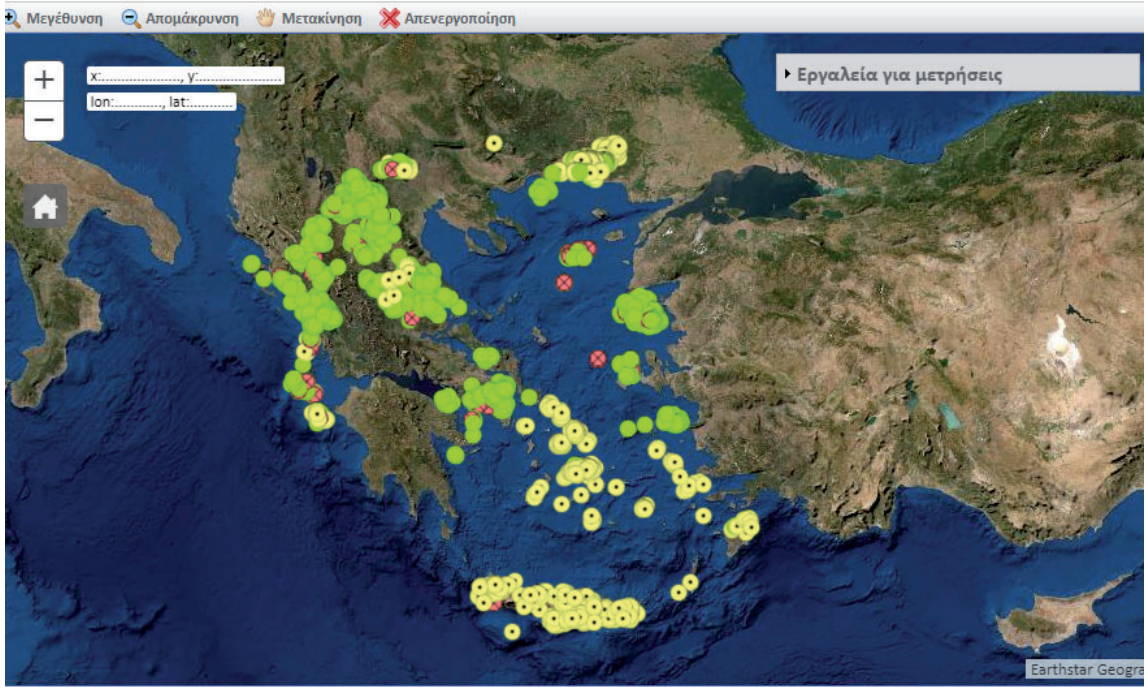 Μεγέθυνση Απομάκρυνση Μετακίνηση Απενεργοποίηση
+
x:...................., y:.....................
Εργαλεία για μετρήσεις
lon:............, lat:...........
−
Earthstar Geogra